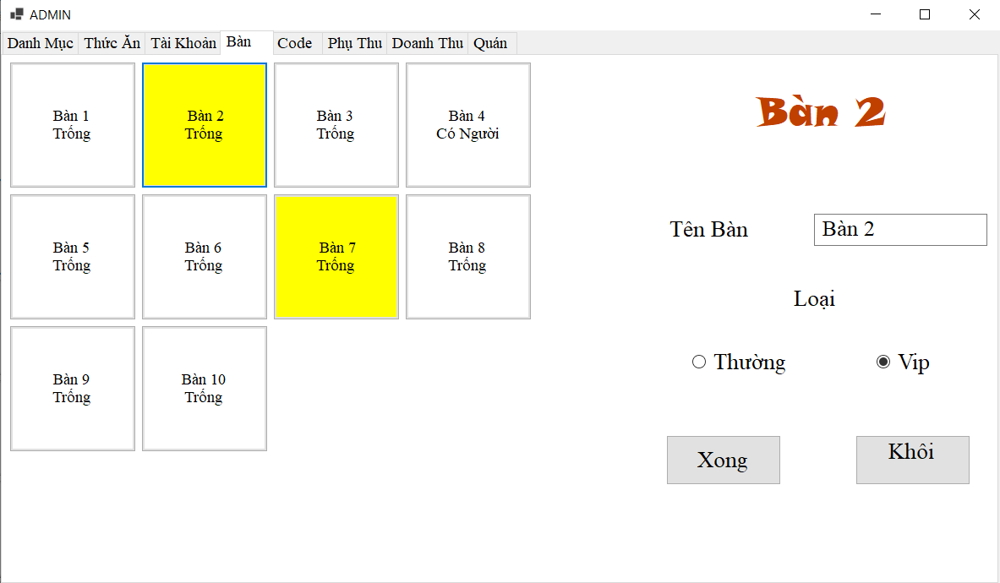 ADMIN
Danh Mục
Thức Ăn
Tài Khoản
Bàn
Code
Phụ Thu
Doanh Thu
Quán
Bàn 1
Trống
Bàn 2
Trống
Bàn 3
Trống
Bàn 4
Có Người
Bàn 5
Trống
Bàn 6
Trống
Bàn 7
Trống
Bàn 8
Trống
Bàn 9
Trống
Bàn 10
Trống
Bàn 2
Tên Bàn
Bàn 2
Loại
Thường
Vip
Xong
Khôi